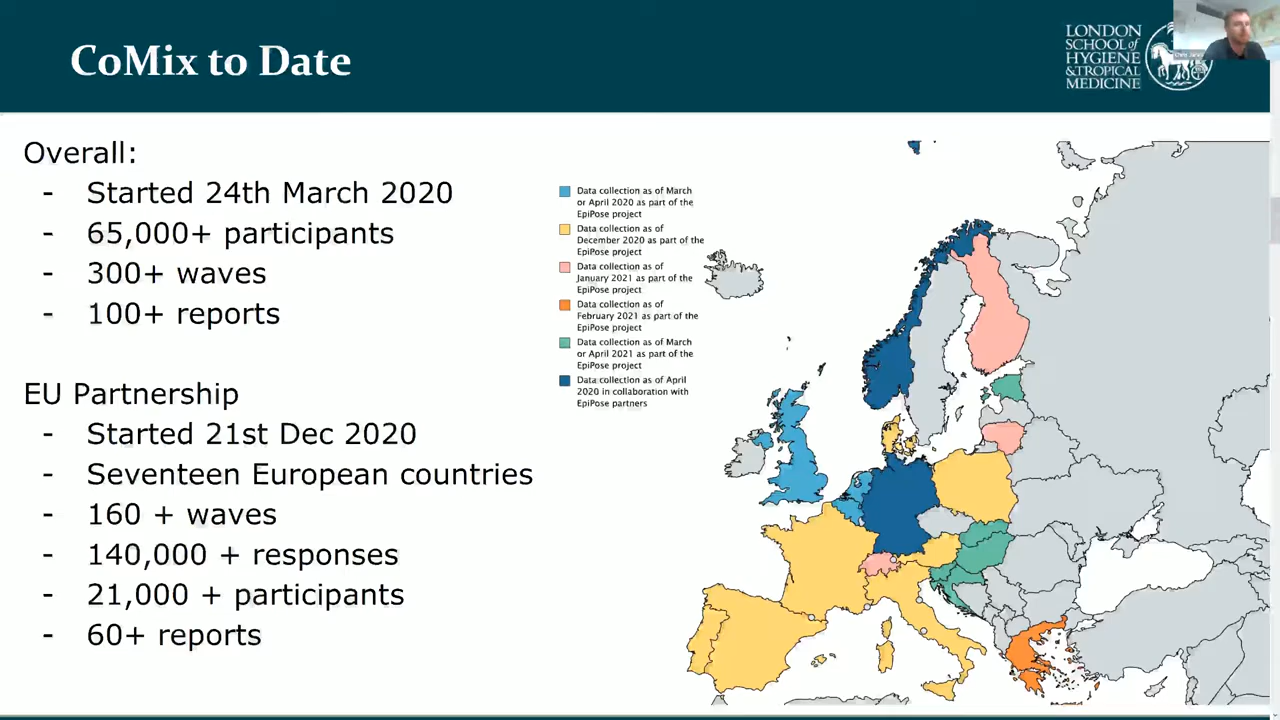 CoMix to Date
LONDON
SCHOOL of
HYGIENE
& TROPICAL
MEDICINE
Overall:
- Started 24th March 2020
- 65,000+ participants
- 300+ waves
- 100+ reports
EU Partnership
- Started 21st Dec 2020
- Seventeen European countries
- 160 + waves
- 140,000 + responses
- 21,000 + participants
- 60+ reports
Data collection as of March
or April 2020 as part of the
EpiPose project
Data collection as of
December 2020 as part of the
EpiPose project
Data collection as of
January 2021 as part of the
EpiPose project
Data collection as of
February 2021 as part of the
EpiPose project
Data collection as of March
or April 2021 as part of the
EpiPose project
Data collection as of April
2020 in collaboration with
EpiPose partners